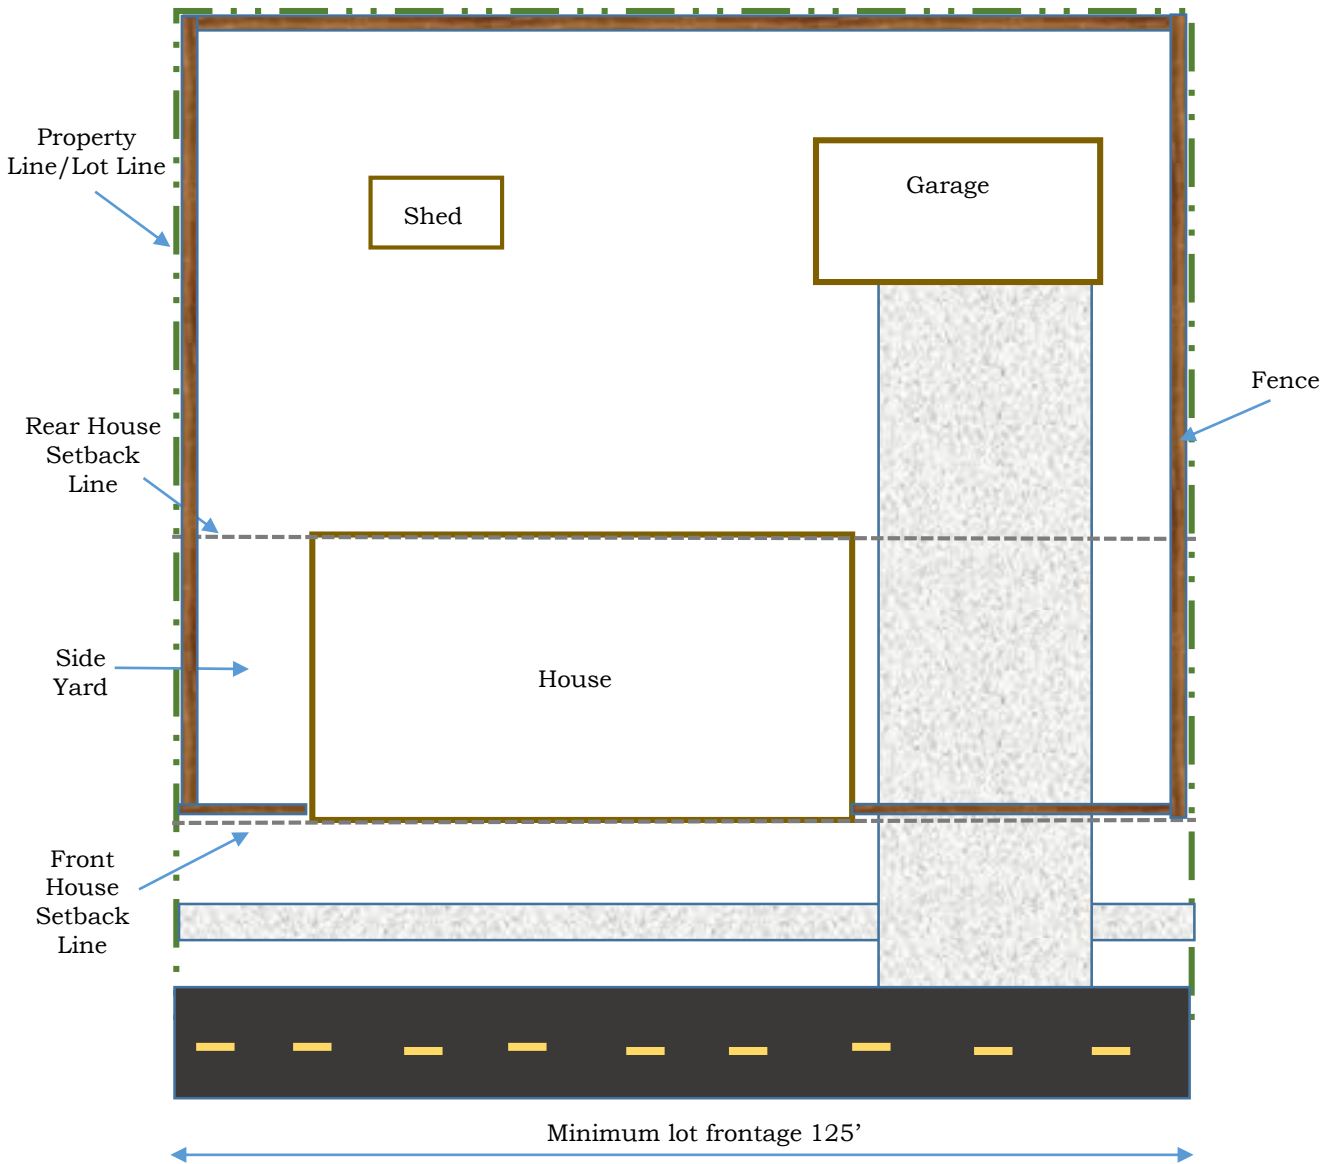 Property
Line/Lot Line
Shed
Garage
Fence
Rear House
Setback
Line
Side
Yard
House
Front
House
Setback
Line
Minimum lot frontage 125’